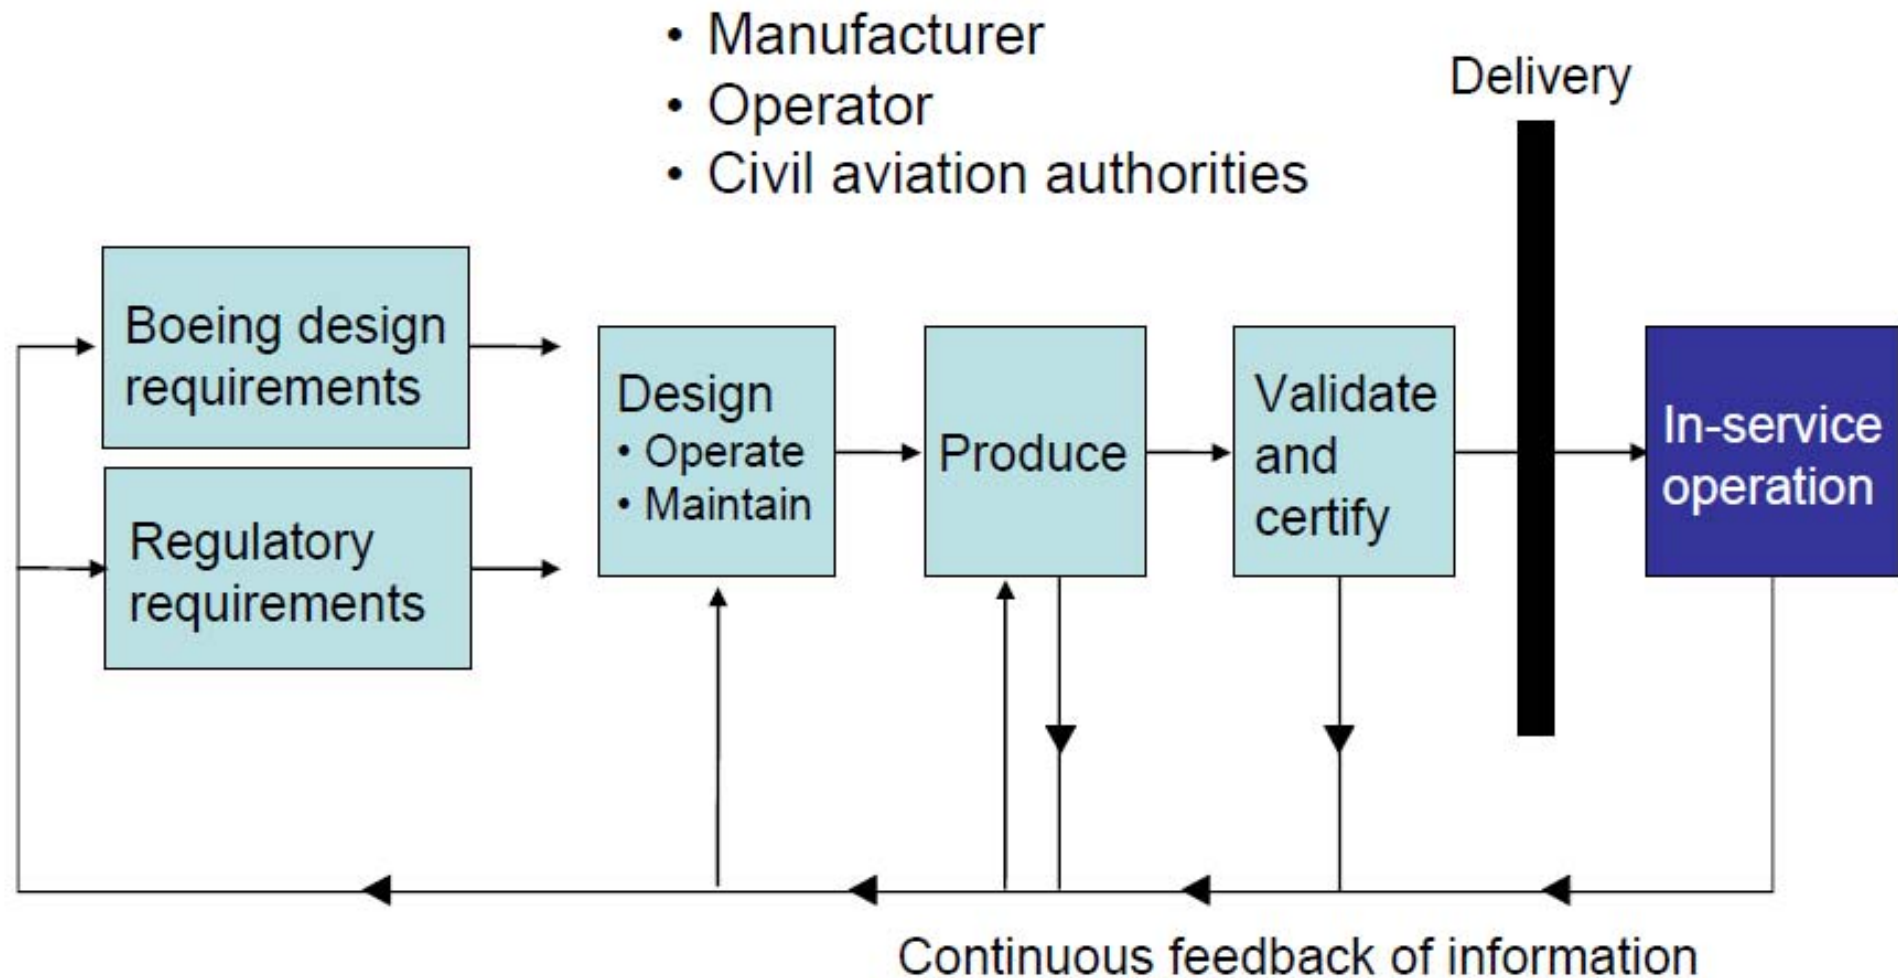 • Manufacturer
• Operator
• Civil aviation authorities
Delivery
Boeing design
requirements
Regulatory
requirements
Design
• Operate
• Maintain
Produce
Validate
and
certify
In-service
operation
Continuous feedback of information